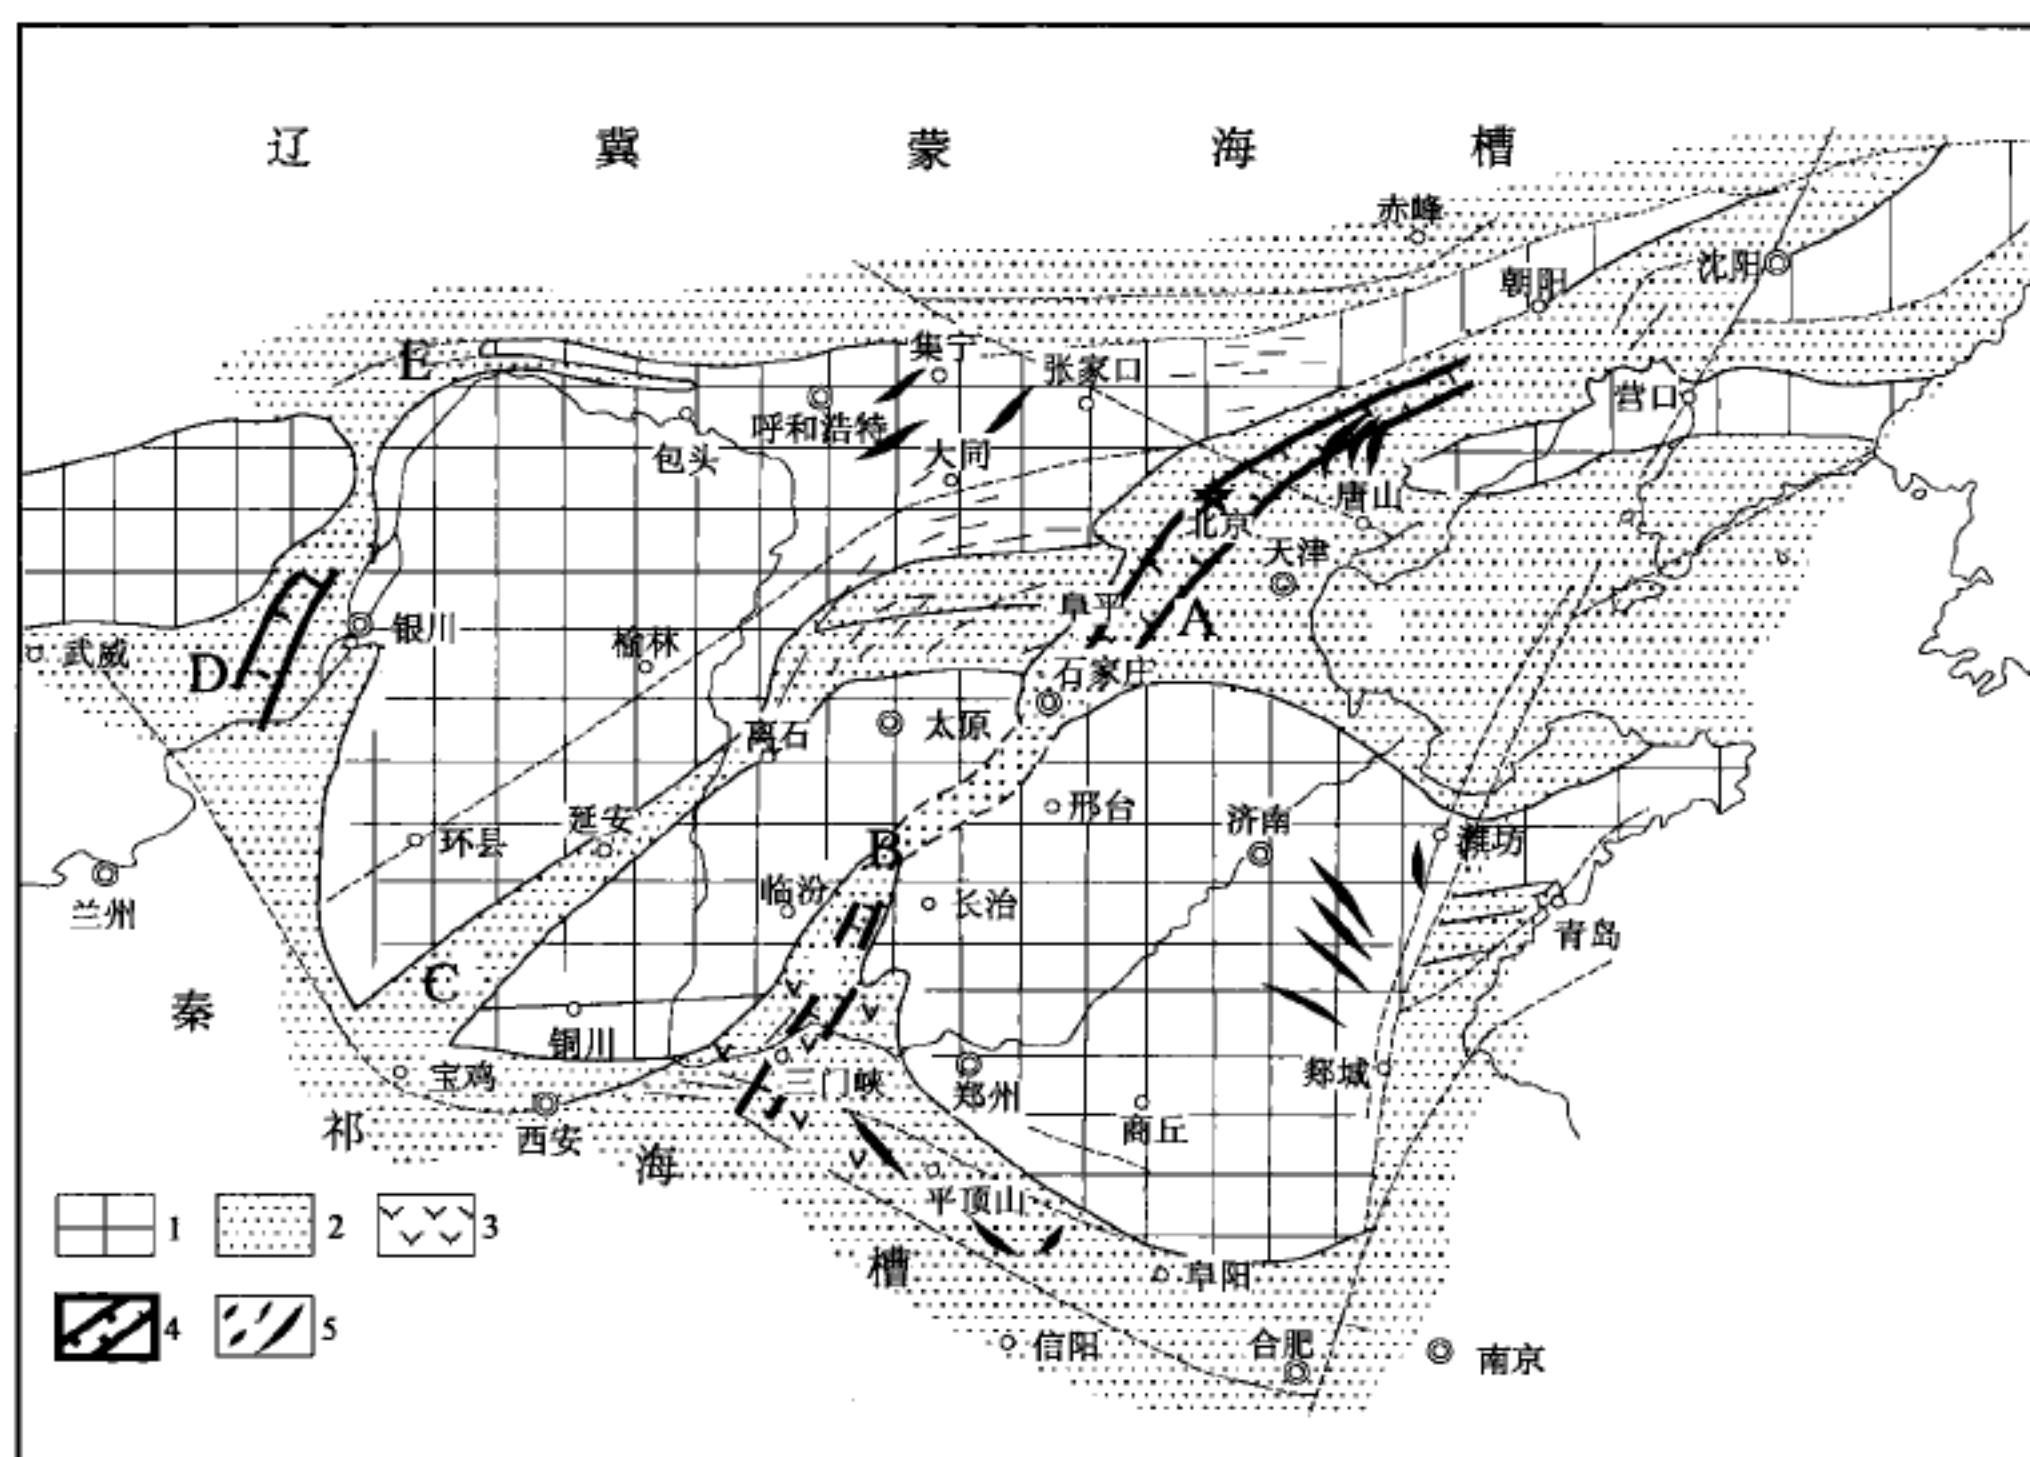 辽 冀 蒙 海 槽
赤峰
朝阳
沈阳
集宁
E
张家口
营口
呼和浩特
大同
包头
唐山
北京
天津
阜平
A
银川
榆林
武威
D
石家庄
离石
太原
邢台
济南
延安
环县
潍坊
B
临汾
长治
兰州
青岛
C
秦
铜川
宝鸡
三门峡
郑州
郯城
商丘
祁
西安
海
平顶山
1
2
3
槽
阜阳
4
5
信阳
合肥
南京